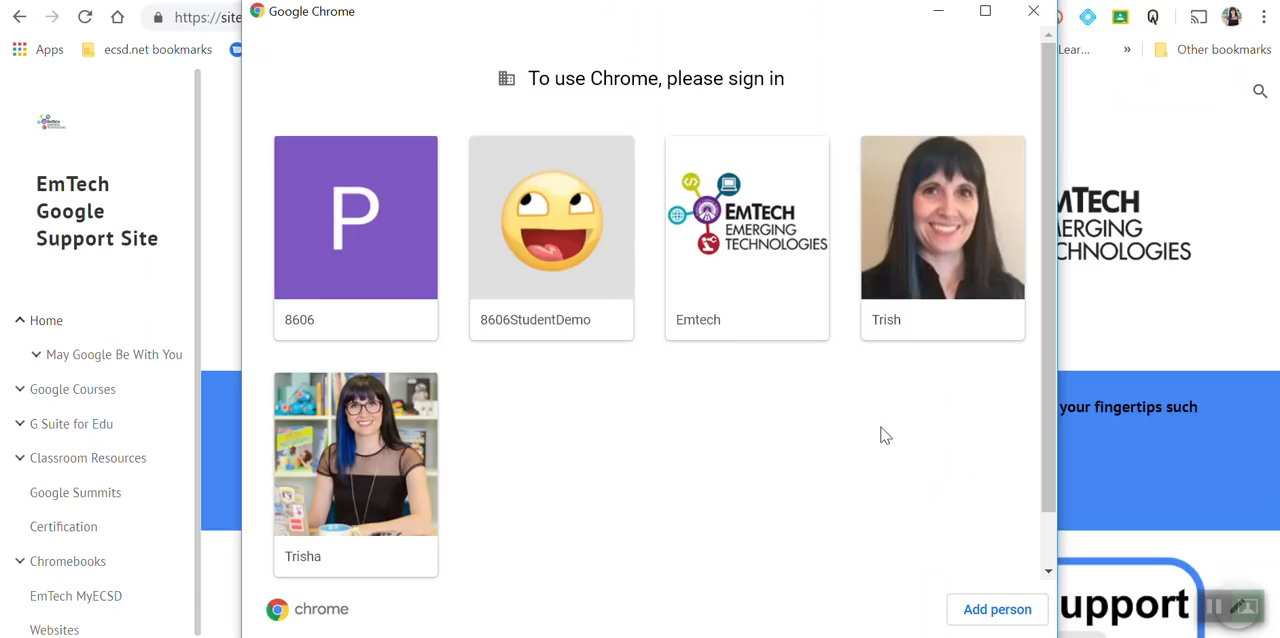 Google Chrome
https://site
Apps
ecsd.net bookmarks
Lear...
»
Other bookmarks
Q
To use Chrome, please sign in
P
8606
8606StudentDemo
EMTECH
EMERGING
TECHNOLOGIES
Emtech
Trish
Trisha
chrome
Add person
EmTech
Google
Support Site
Home
May Google Be With You
Google Courses
G Suite for Edu
Classroom Resources
Google Summits
Certification
Chromebooks
EmTech MyECSD
Websites
MTECH
ERGING
CHNOLOGIES
your fingertips such
upport